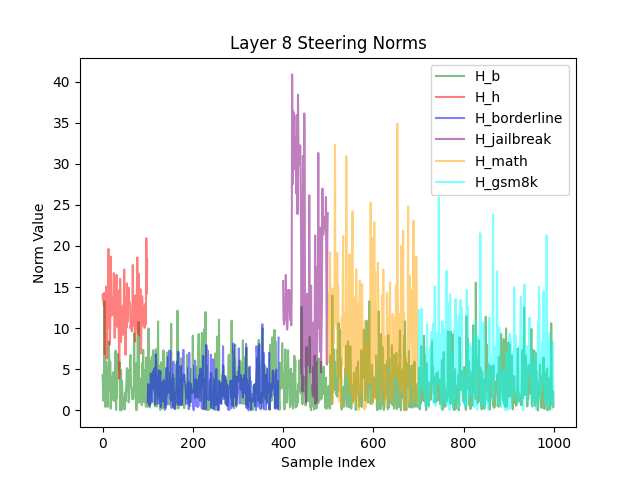 Layer 8 Steering Norms
Norm Value
40
35
30
25
20
15
10
5
0
H_b
H_h
H_borderline
H_jailbreak
H_math
H_gsm8k
0
200
400
600
800
1000
Sample Index